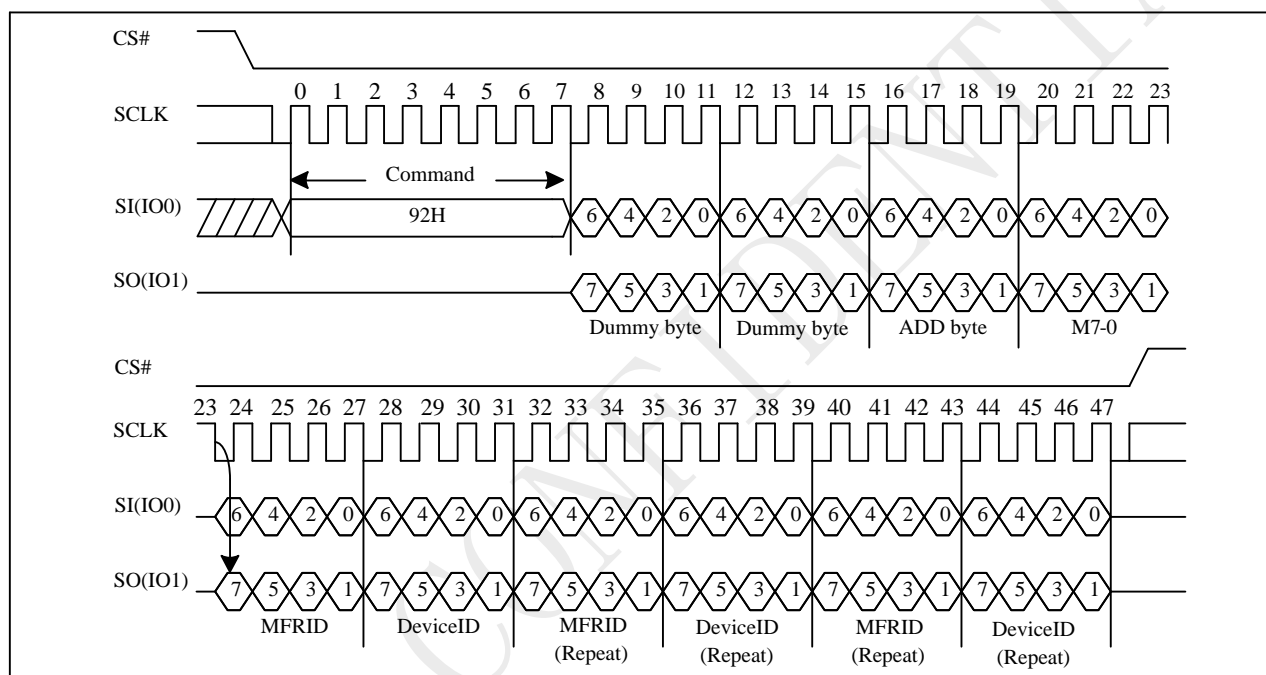 CS#
0 1 2 3 4 5 6 7 8 9 10 11 12 13 14 15 16 17 18 19 20 21 22 23
SCLK
Command
SI(IO0)
92H
6 4 2 0 6 4 2 0 6 4 2 0 6 4 2 0
SO(IO1)
7 5 3 1 7 5 3 1 7 5 3 1 7 5 3 1
Dummy byte Dummy byte ADD byte M7-0
CS#
23 24 25 26 27 28 29 30 31 32 33 34 35 36 37 38 39 40 41 42 43 44 45 46 47
SCLK
SI(IO0)
6 4 2 0 6 4 2 0 6 4 2 0 6 4 2 0 6 4 2 0 6 4 2 0
SO(IO1)
7 5 3 1 7 5 3 1 7 5 3 1 7 5 3 1 7 5 3 1 7 5 3 1
MFRID DeviceID MFRID DeviceID MFRID DeviceID
(Repeat) (Repeat) (Repeat) (Repeat)
CONFIDENTI